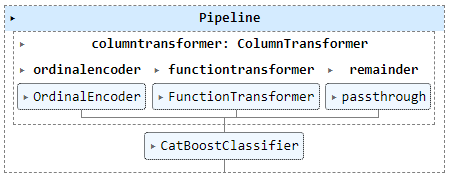 ▸ Pipeline
▸ columntransformer: ColumnTransformer
▸ ordinalencoder ▸ functiontransformer ▸ remainder
▸ OrdinalEncoder ▸ FunctionTransformer ▸ passthrough
▸ CatBoostClassifier